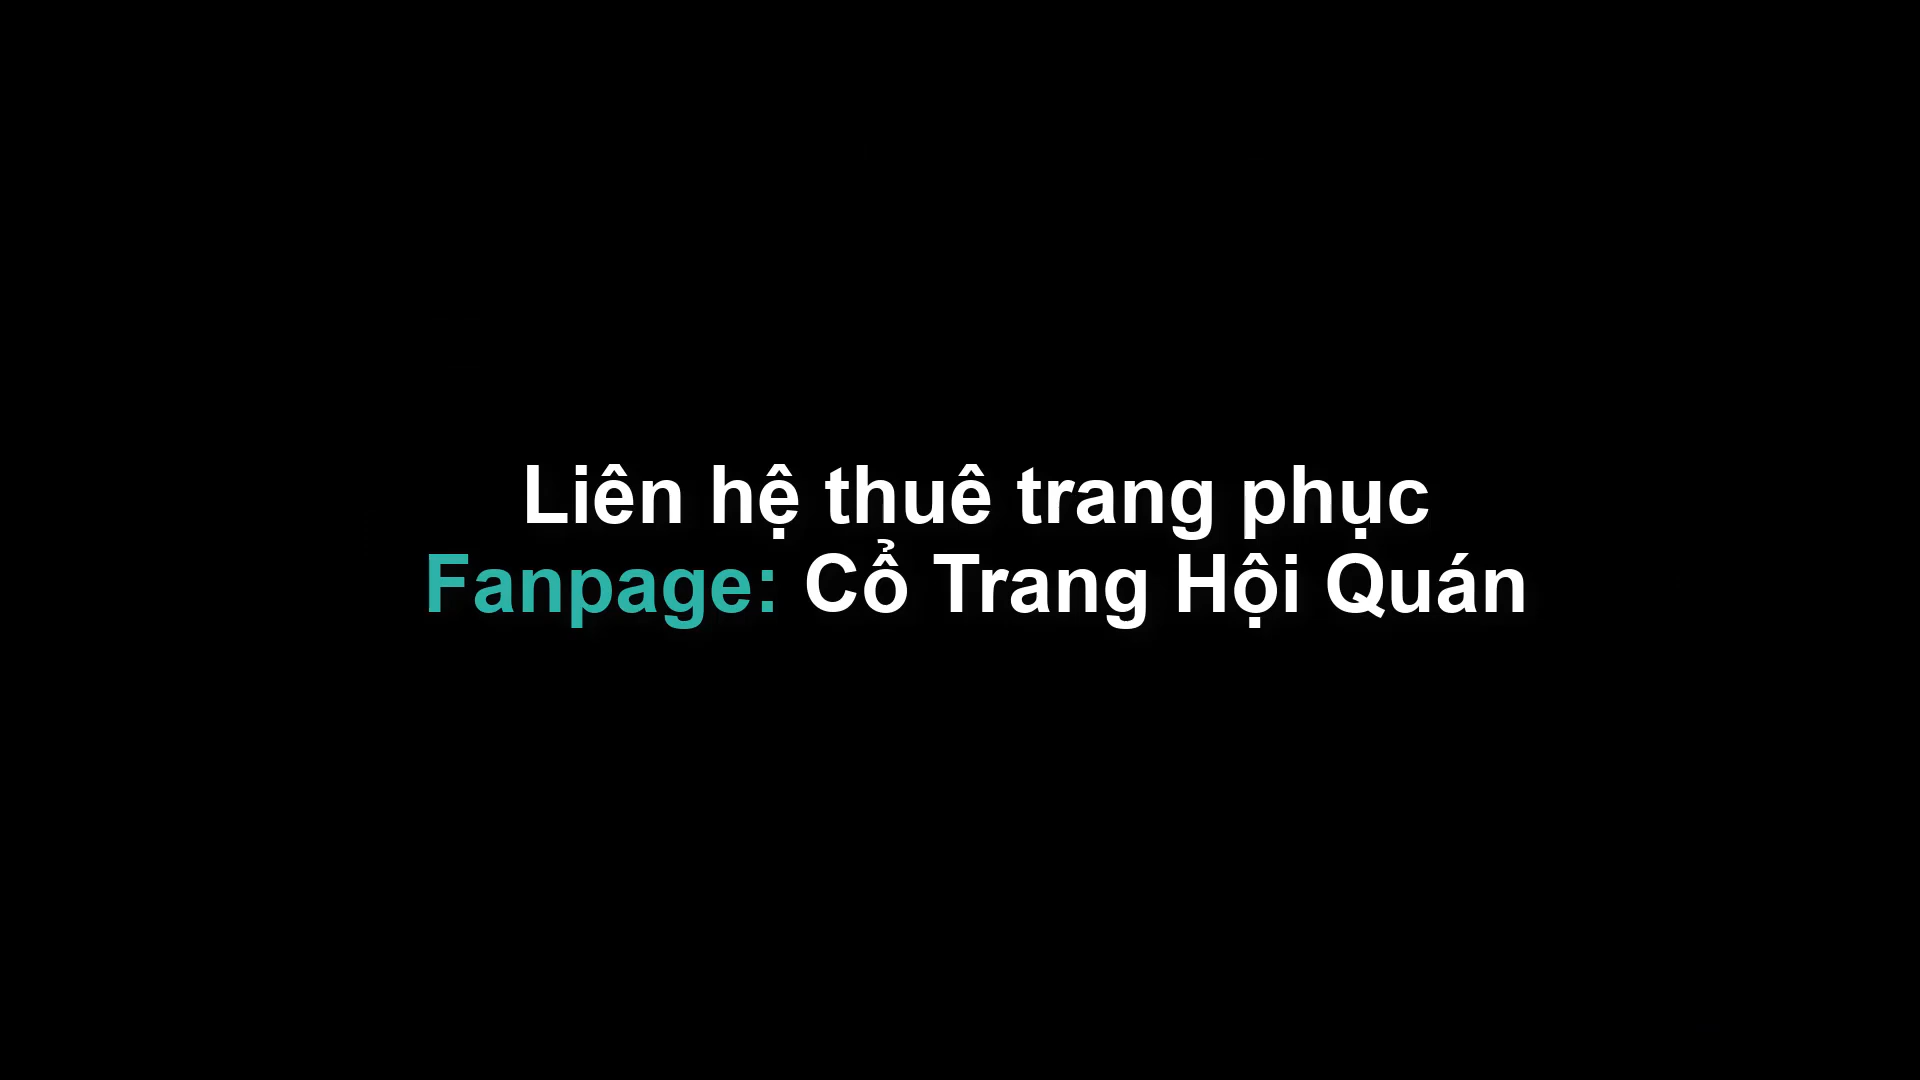 Liên hệ thuê trang phục
Fanpage: Cổ Trang Hội Quán